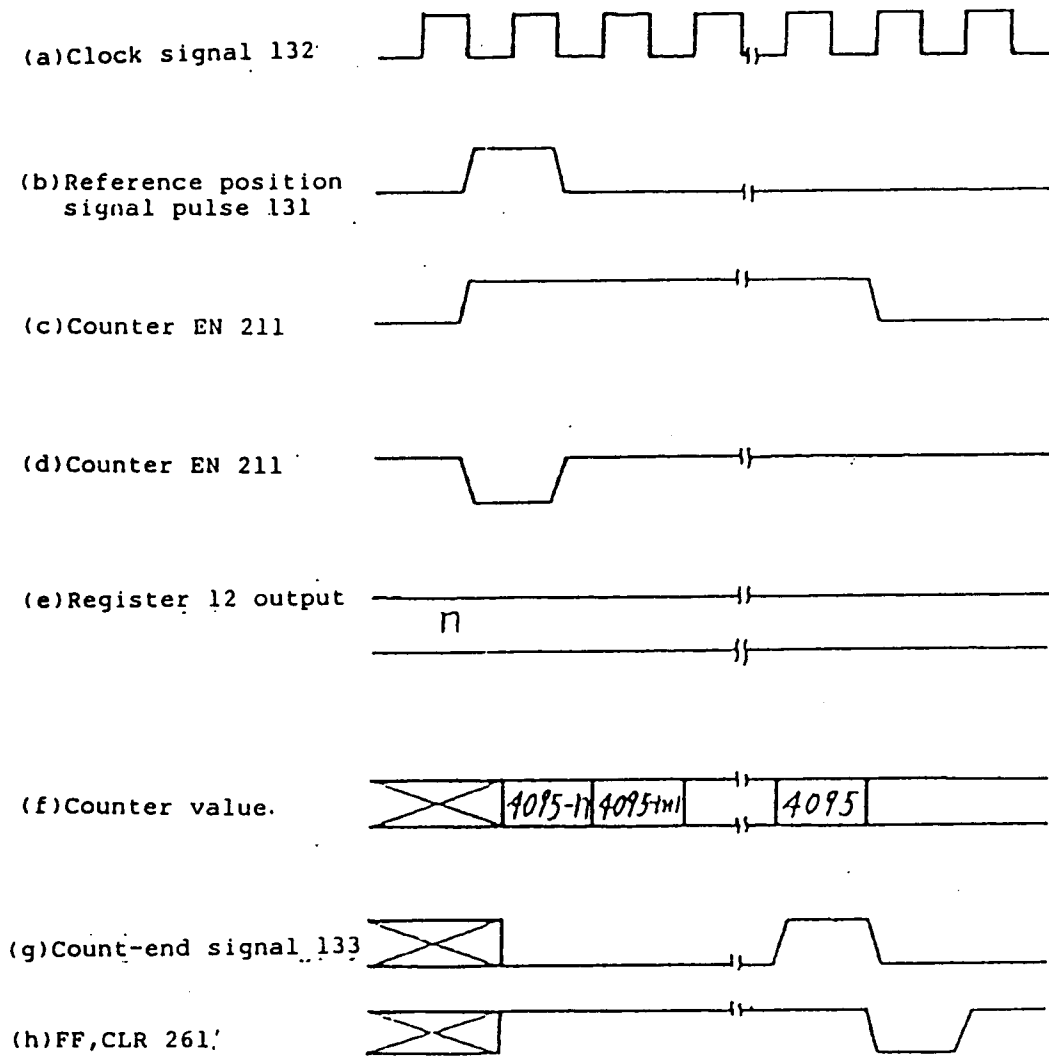 (a)Clock signal 132
(b)Reference position
signal pulse 131
(c)Counter EN 211
(d)Counter EN 211
(e)Register 12 output
n
(f)Counter value.
4095-n
4095
(g)Count-end signal 133
(h)FF,CLR 261